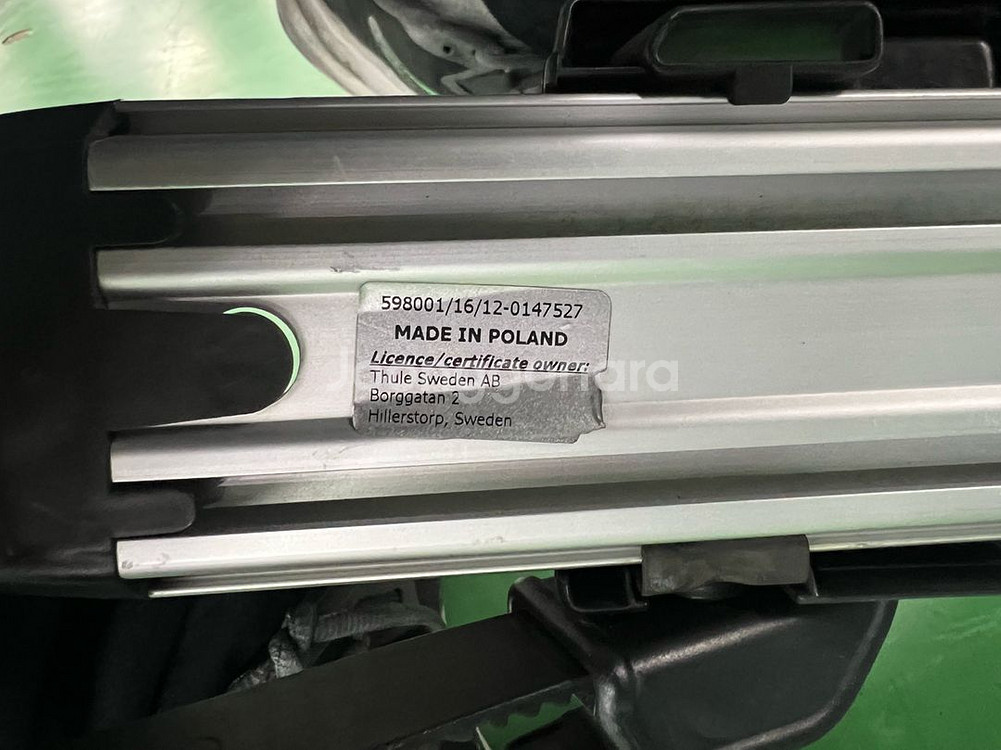 598001/16/12-0147527
MADE IN POLAND
Licence/certificate owner:
Thule Sweden AB
Borggatan 2
Hillerstorp, Sweden